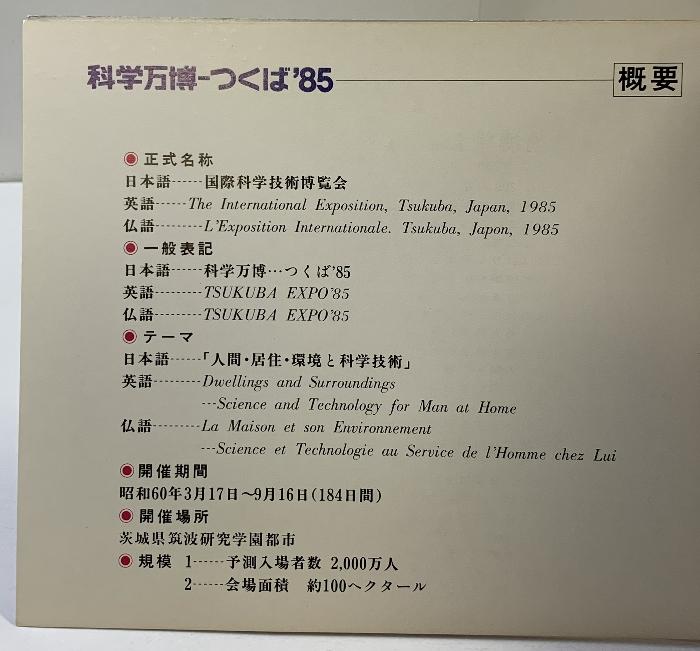 科学万博-つくば'85
概要
◉正式名称
日本語------国際科学技術博覧会
英語------The International Exposition, Tsukuba, Japan, 1985
仏語---------L'Exposition Internationale. Tsukuba, Japon, 1985
◉一般表記
日本語------科学万博…つくば'85
英語---------TSUKUBA EXPO'85
仏語---------TSUKUBA EXPO'85
◉テーマ
日本語------「人間・居住・環境と科学技術」
英語---------Dwellings and Surroundings
---Science and Technology for Man at Home
仏語---------La Maison et son Environnement
---Science et Technologie au Service de l'Homme chez Lui
◉開催期間
昭和60年3月17日〜9月16日(184日間)
◉開催場所
茨城県筑波研究学園都市
◉規模 1------予測入場者数 2,000万人
2------会場面積 約100ヘクタール